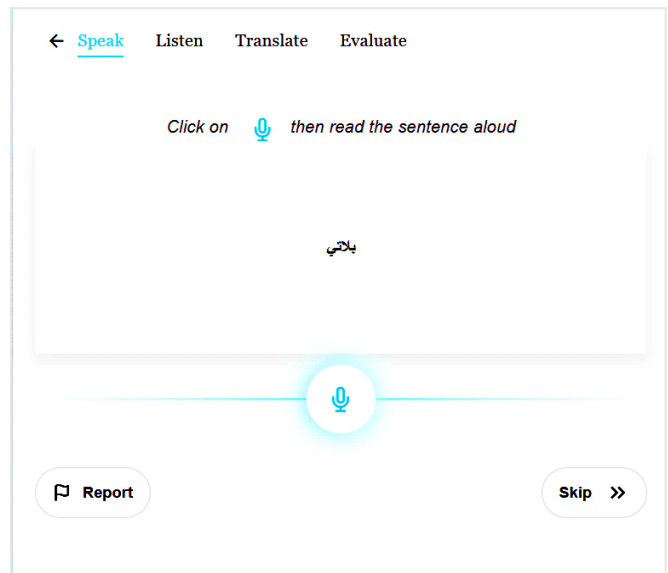 Speak Listen Translate Evaluate
Click on then read the sentence aloud
بلاتي
Report Skip